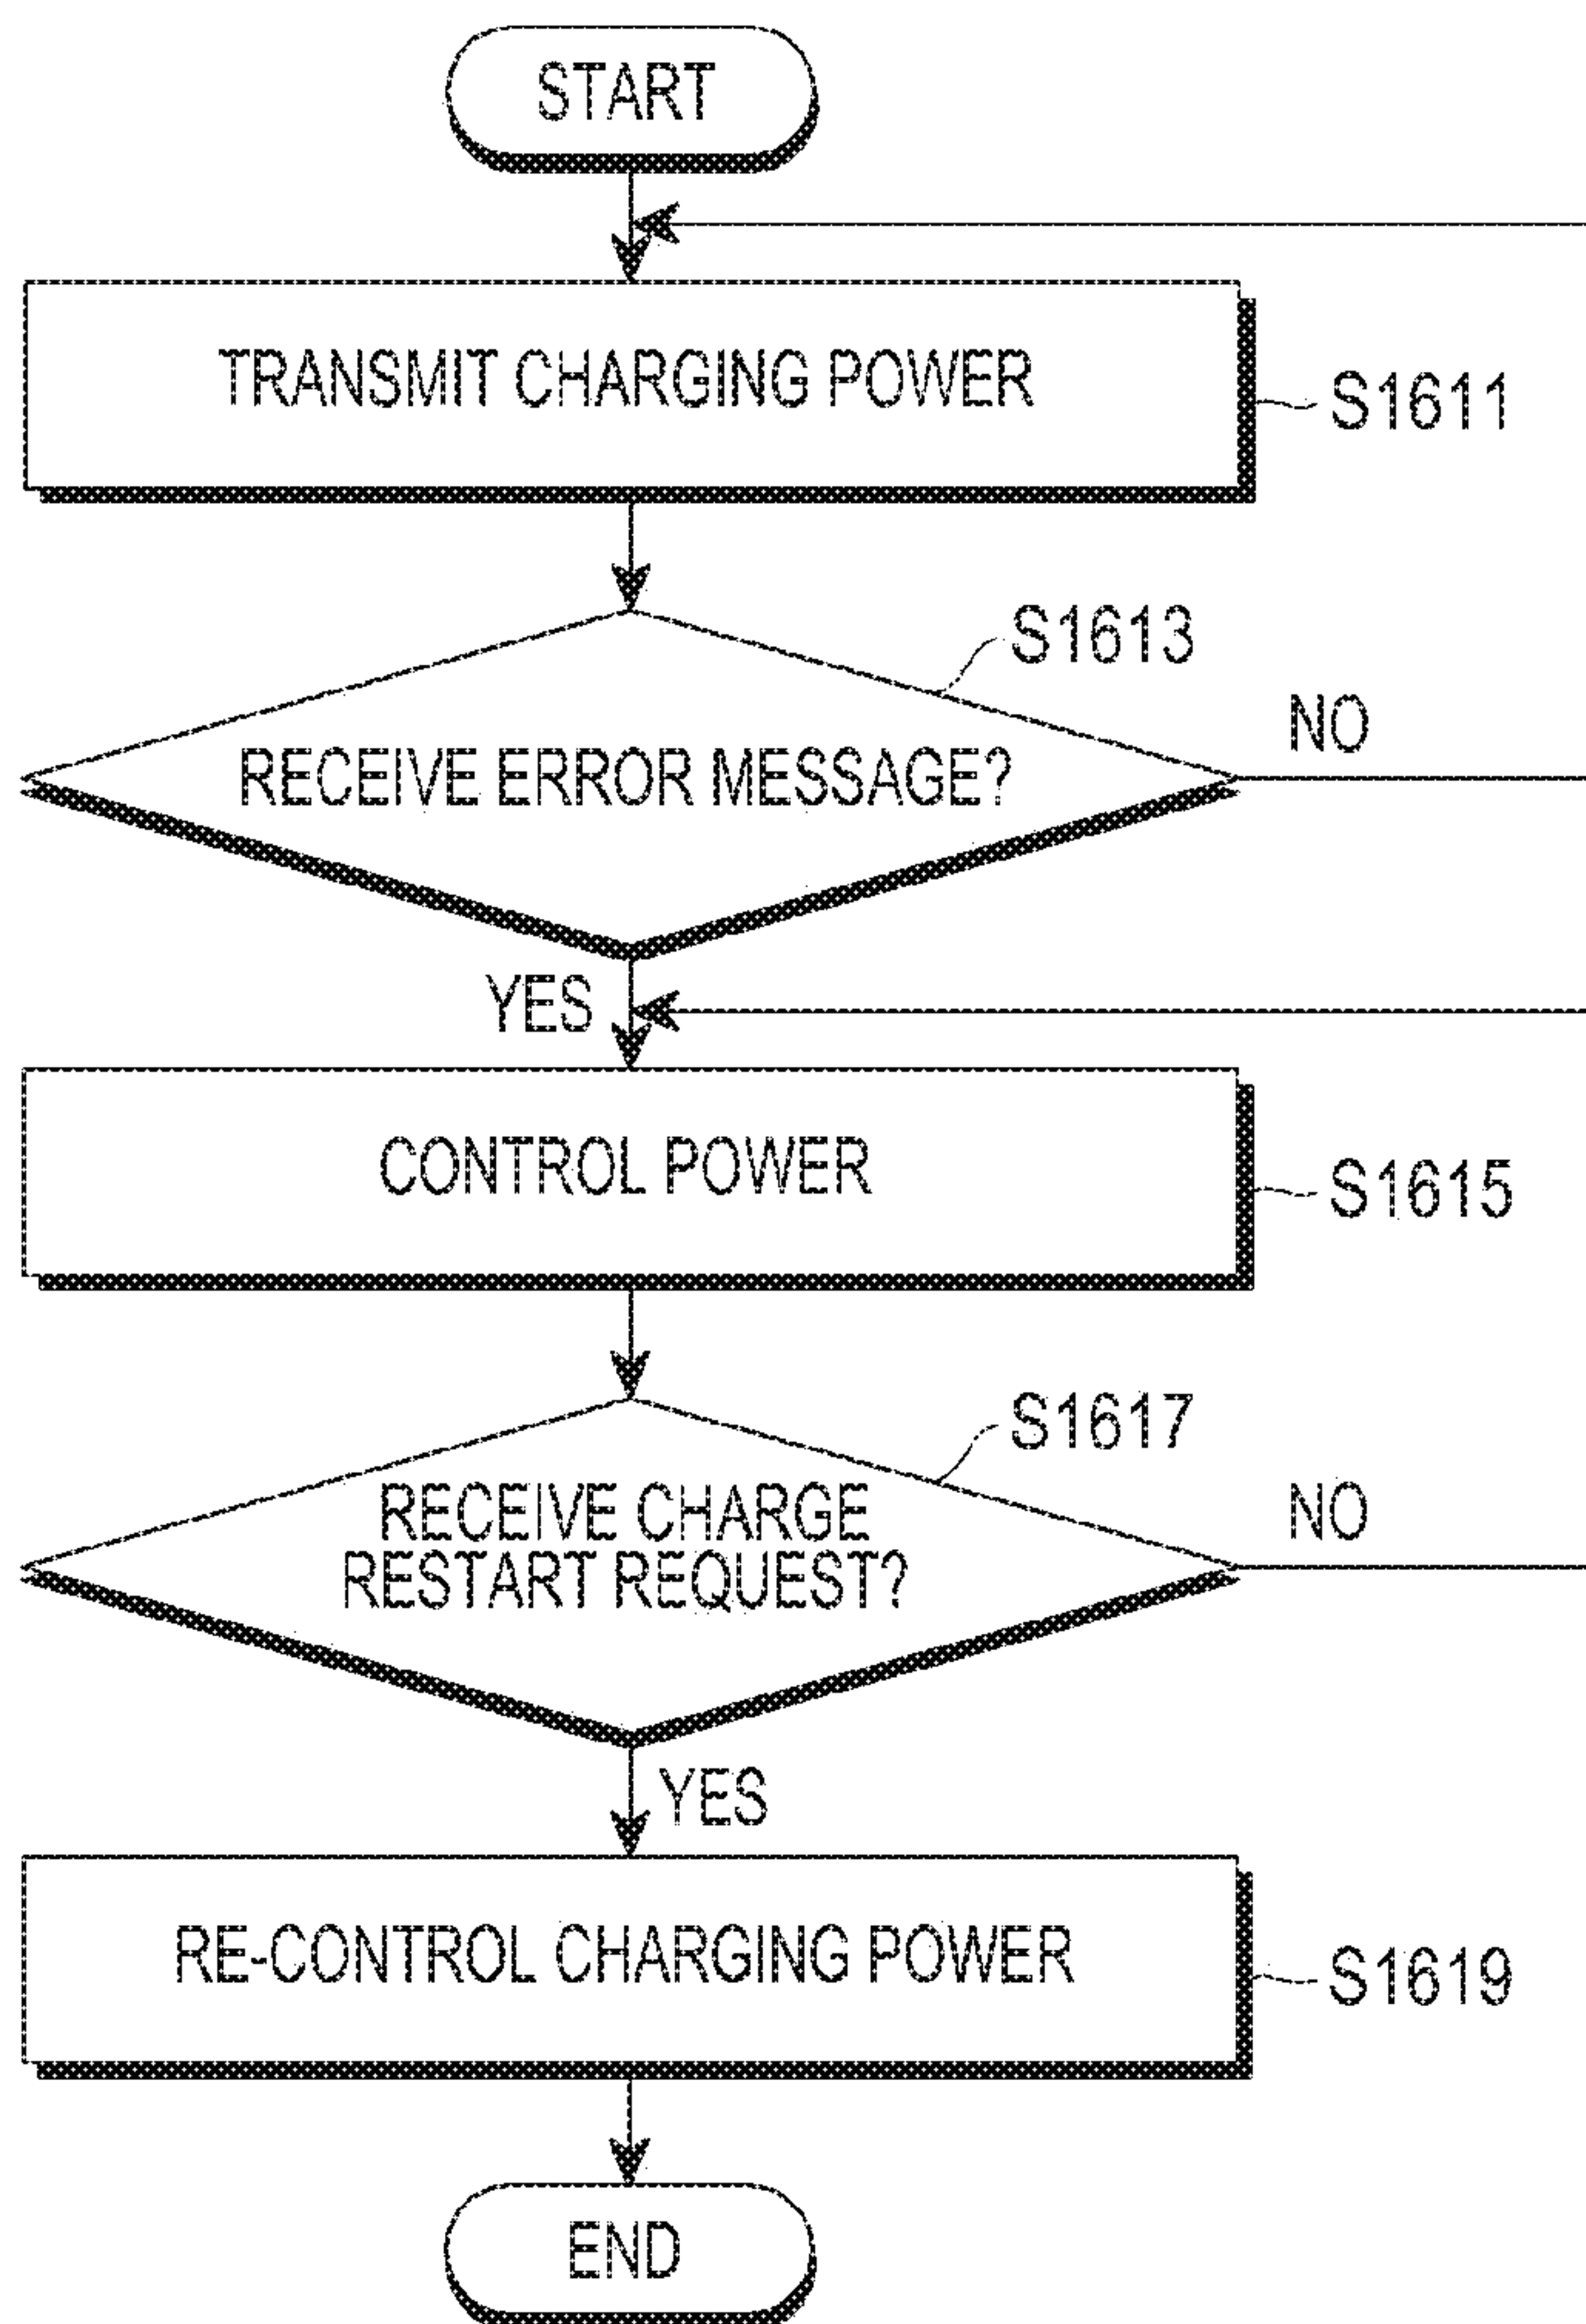 START
TRANSMIT CHARGING POWER
S1611
S1613
RECEIVE ERROR MESSAGE?
NO
YES
CONTROL POWER
S1615
S1617
RECEIVE CHARGE
RESTART REQUEST?
NO
YES
RE-CONTROL CHARGING POWER
S1619
END